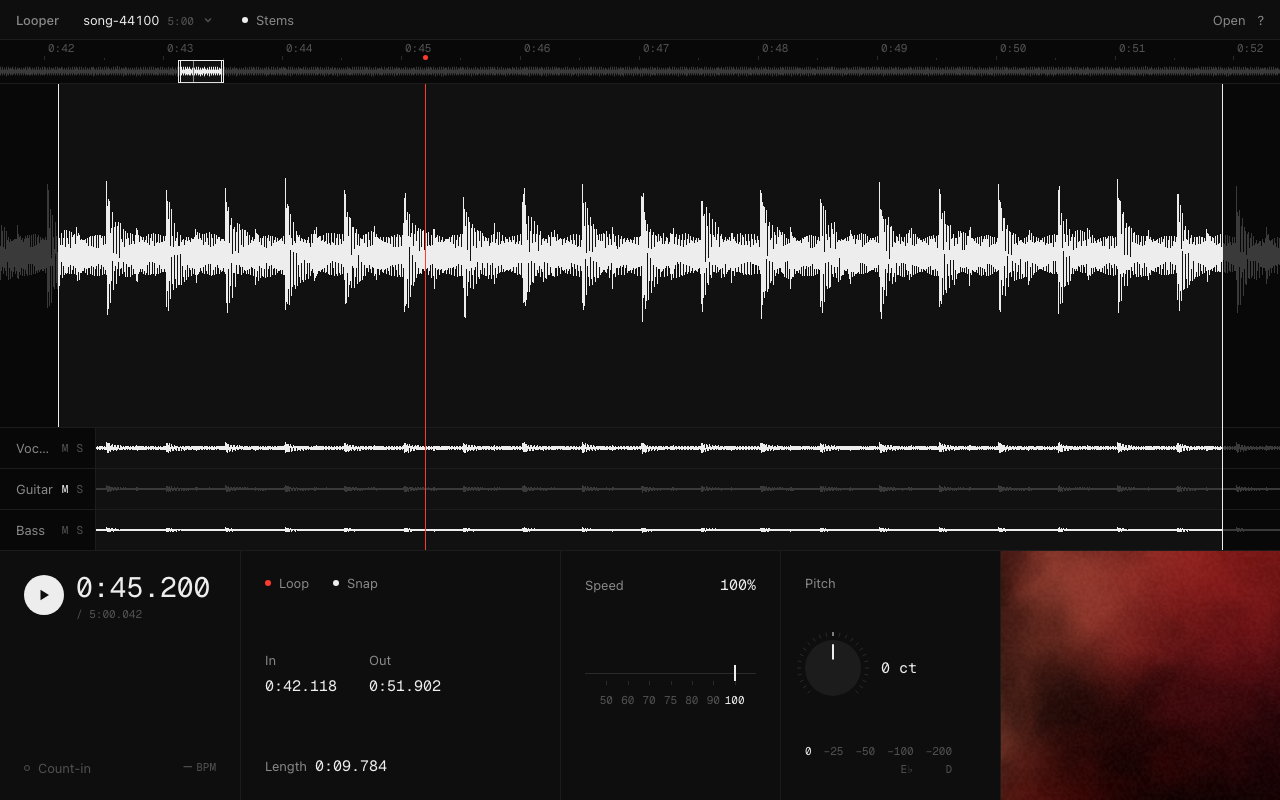 Looper song-44100 5:00 Stems Open ?
0:42 0:43 0:44 0:45 0:46 0:47 0:48 0:49 0:50 0:51 0:52
Voc... M S
Guitar M S
Bass M S
0:45.200
/ 5:00.042
Count-in — BPM
Loop Snap
In Out
0:42.118 0:51.902
Length 0:09.784
Speed 100%
50 60 70 75 80 90 100
Pitch
0 ct
0 −25 −50 −100 −200
E♭ D